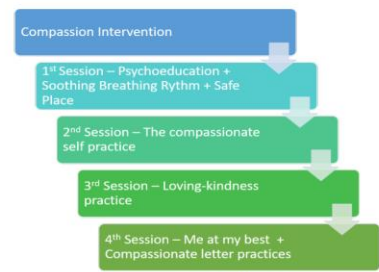 Compassion Intervention
1st Session – Psychoeducation +
Soothing Breathing Rythm + Safe
Place
2nd Session – The compassionate
self practice
3rd Session – Loving-kindness
practice
4th Session – Me at my best +
Compassionate letter practices